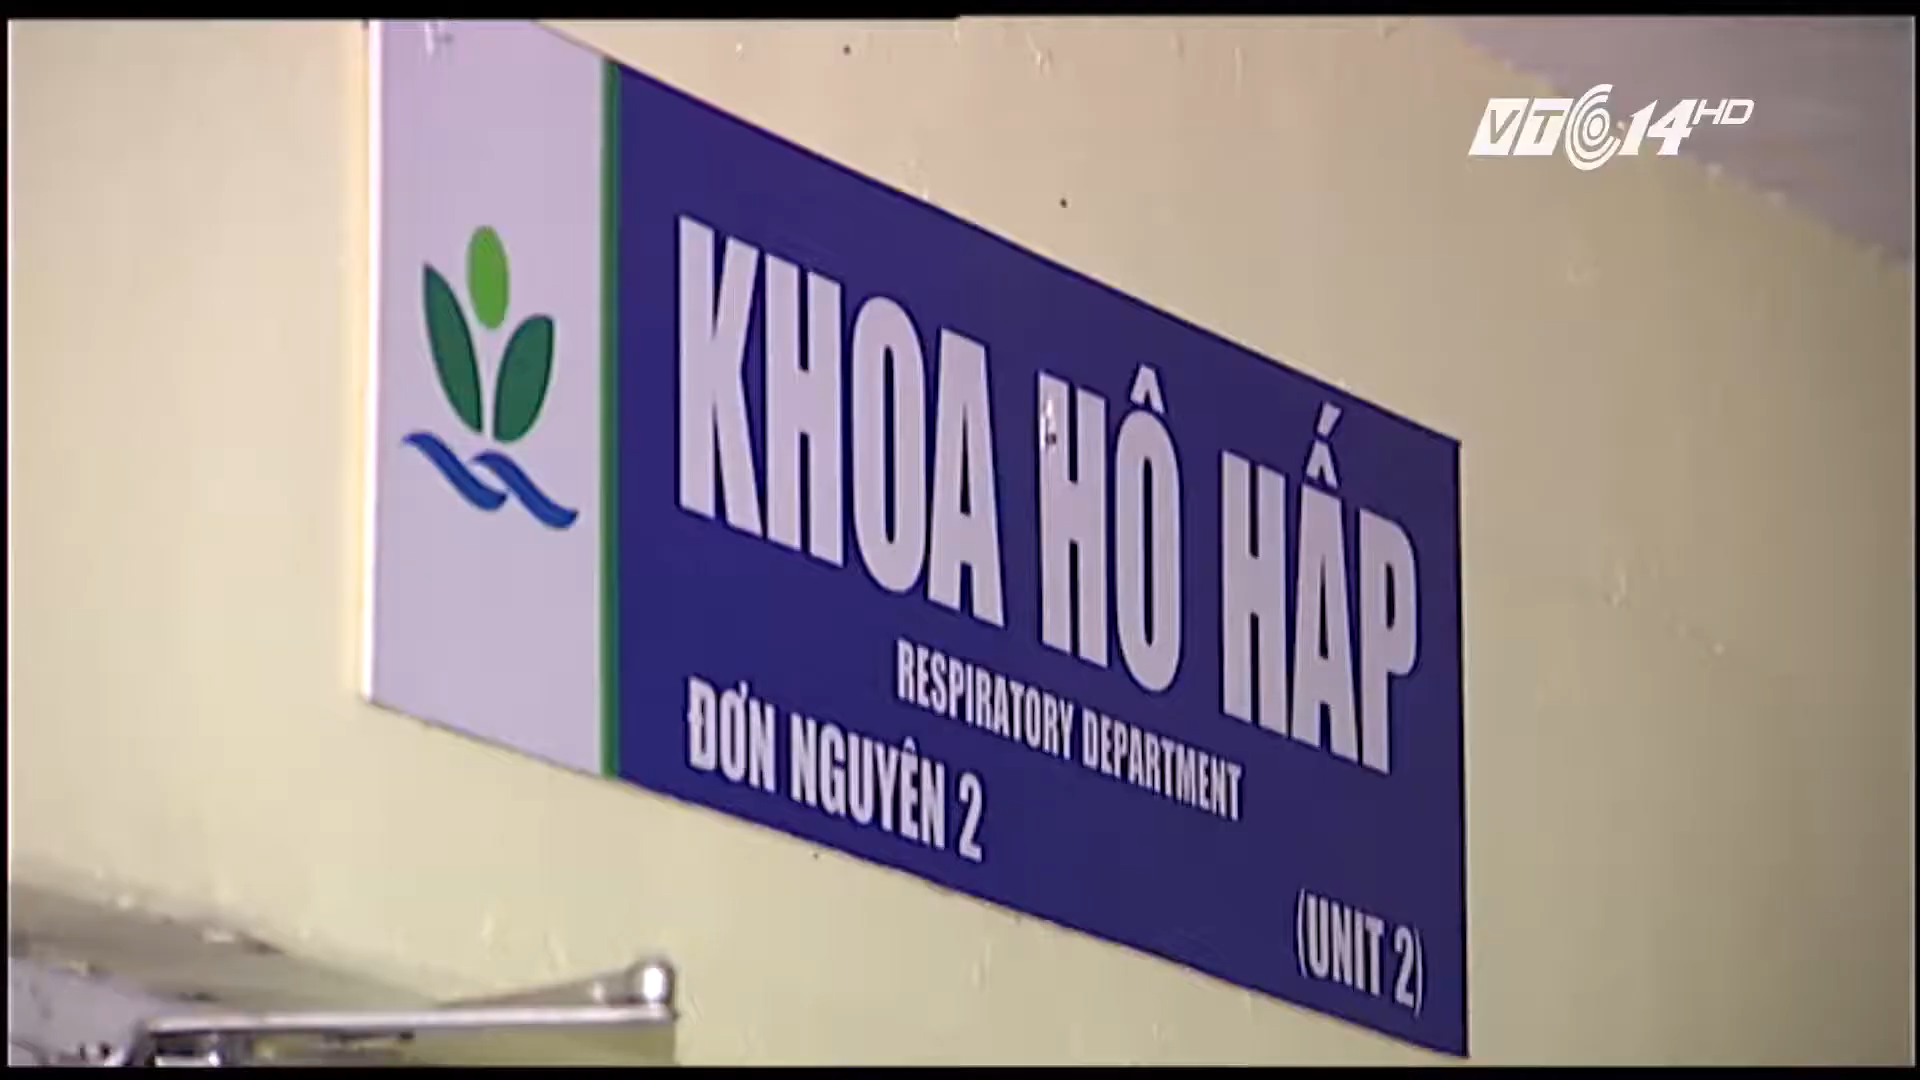 VTC14HD
KHOA HÔ HẤP
RESPIRATORY DEPARTMENT
ĐƠN NGUYÊN 2
(UNIT 2)